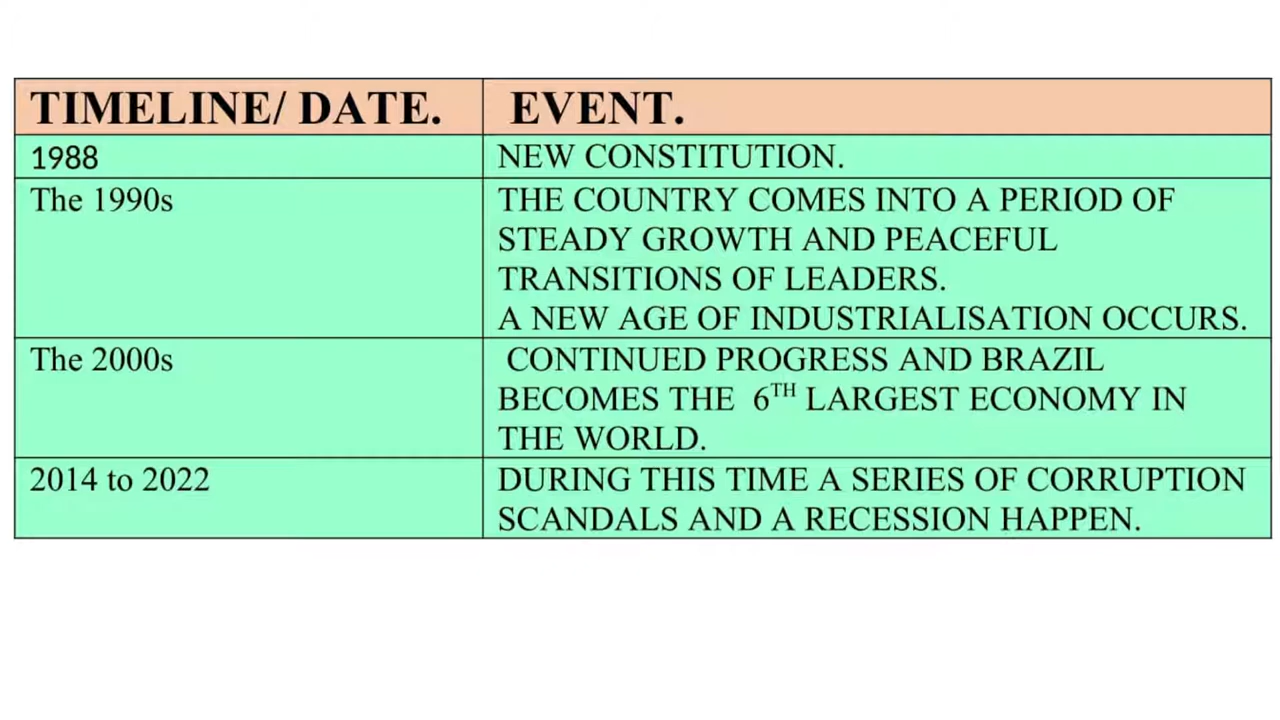 TIMELINE/ DATE.
EVENT.
1988
NEW CONSTITUTION.
The 1990s
THE COUNTRY COMES INTO A PERIOD OF
STEADY GROWTH AND PEACEFUL
TRANSITIONS OF LEADERS.
A NEW AGE OF INDUSTRIALISATION OCCURS.
The 2000s
CONTINUED PROGRESS AND BRAZIL
BECOMES THE 6TH LARGEST ECONOMY IN
THE WORLD.
2014 to 2022
DURING THIS TIME A SERIES OF CORRUPTION
SCANDALS AND A RECESSION HAPPEN.